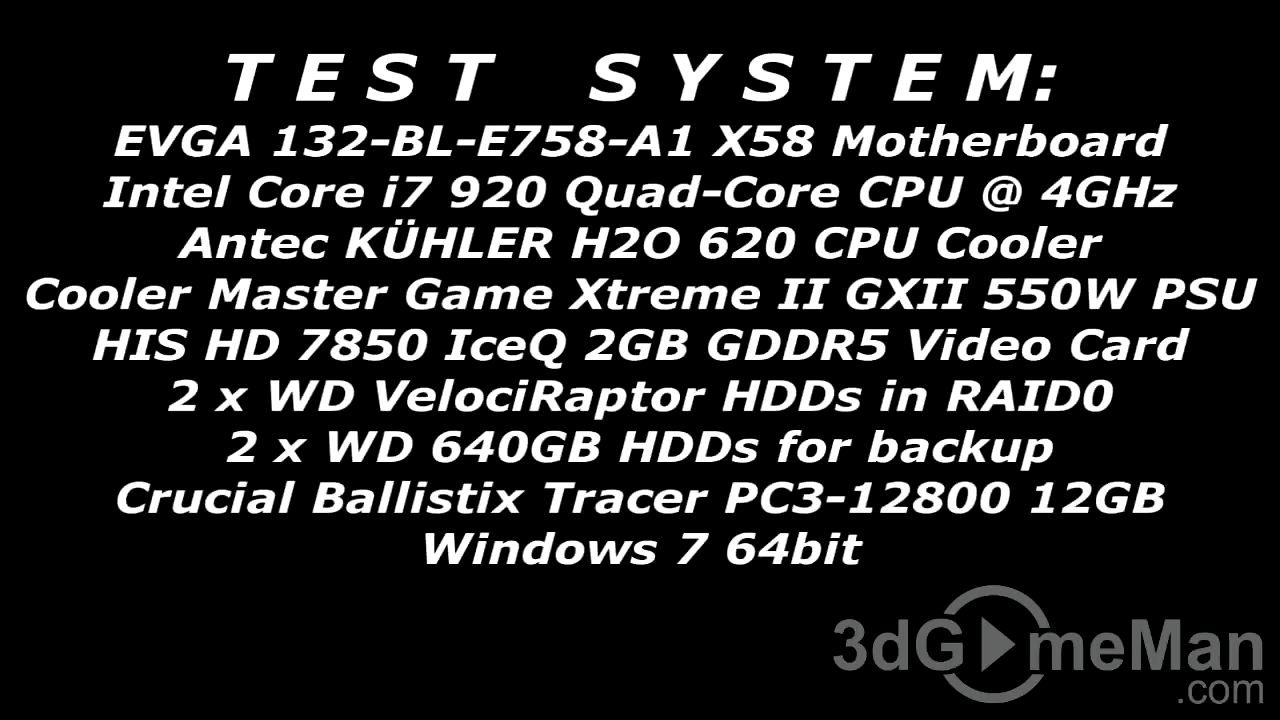 TEST SYSTEM:
EVGA 132-BL-E758-A1 X58 Motherboard
Intel Core i7 920 Quad-Core CPU @ 4GHz
Antec KÜHLER H2O 620 CPU Cooler
Cooler Master Game Xtreme II GXII 550W PSU
HIS HD 7850 IceQ 2GB GDDR5 Video Card
2 x WD VelociRaptor HDDs in RAID0
2 x WD 640GB HDDs for backup
Crucial Ballistix Tracer PC3-12800 12GB
Windows 7 64bit
3dGameMan
.com